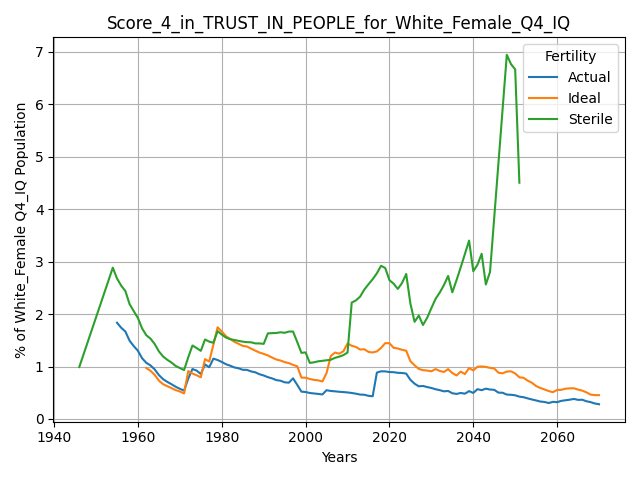 Score_4_in_TRUST_IN_PEOPLE_for_White_Female_Q4_IQ
Fertility
Actual
Ideal
Sterile
% of White_Female Q4_IQ Population
7
6
5
4
3
2
1
0
1940
1960
1980
2000
2020
2040
2060
Years